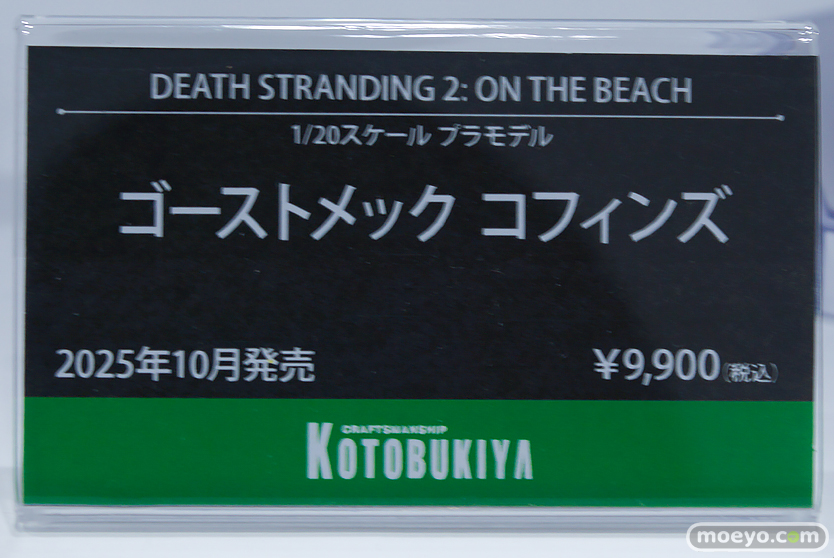 DEATH STRANDING 2: ON THE BEACH
1/20スケール プラモデル
ゴーストメック コフィンズ
2025年10月発売
¥9,900(税込)
CRAFTSMANSHIP
KOTOBUKIYA
moeyo.com